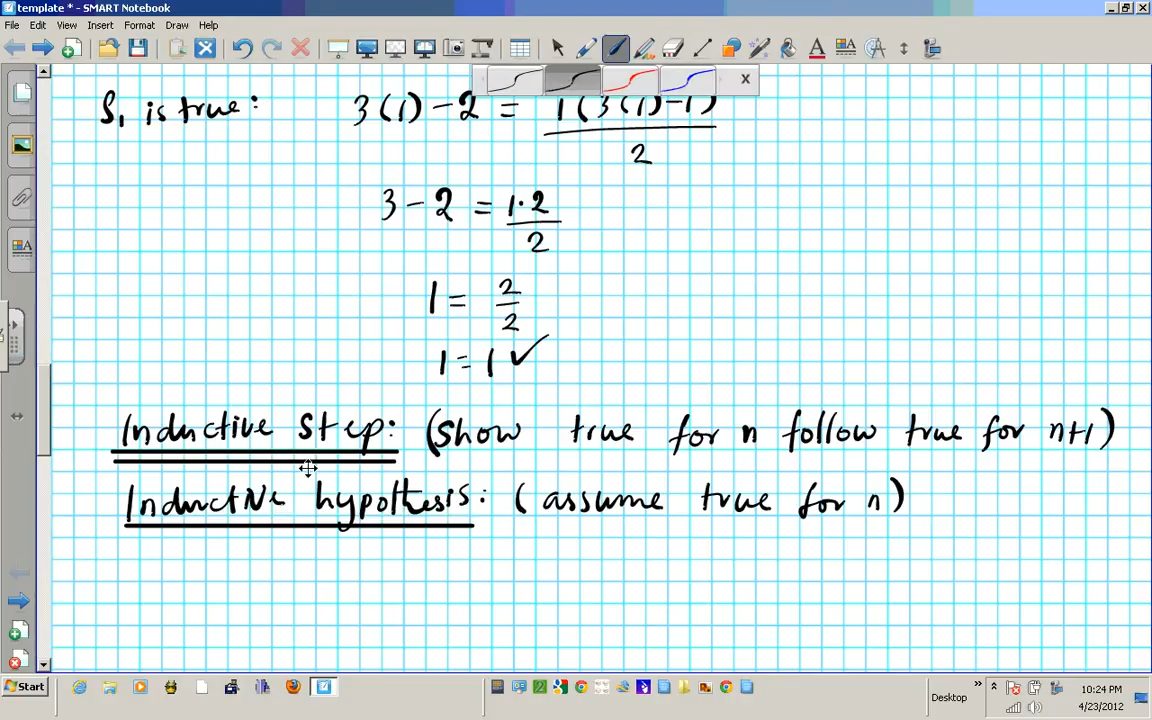 template * - SMART Notebook
File Edit View Insert Format Draw Help
x
S₁ is true: 3(1) - 2 = 1(3(1)-1)
2
3 - 2 = 1·2
2
1 = 2
2
1 = 1 ✓
Inductive Step: (Show true for n follow true for n+1)
Inductive hypothesis: (assume true for n)
Start
Desktop
»
10:24 PM
4/23/2012